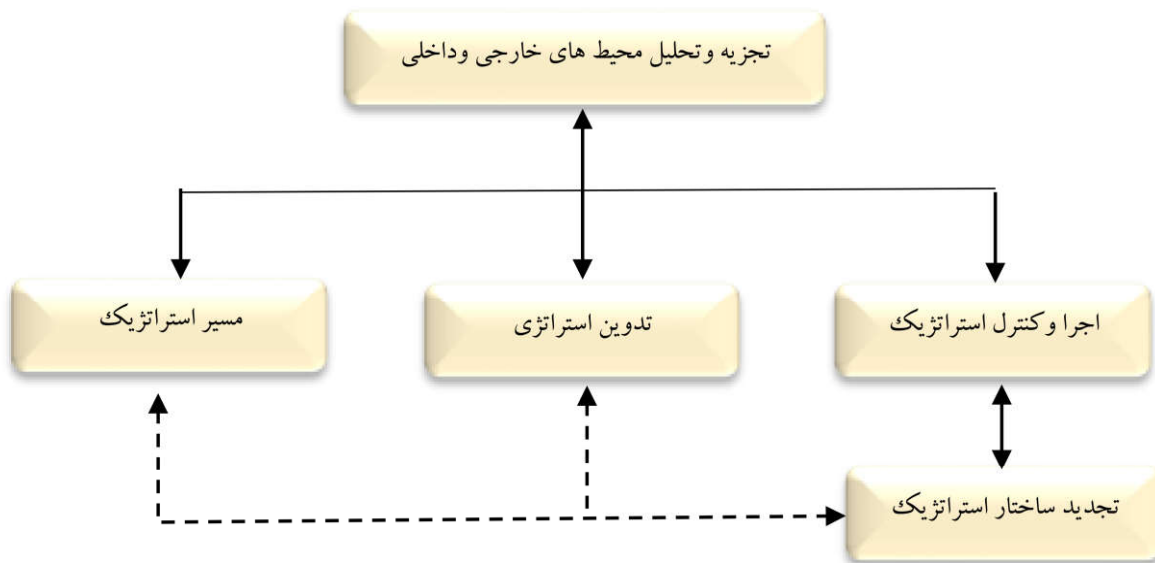 تجزیه وتحلیل محیط های خارجی وداخلی
اجرا وکنترل استراتژیک
تدوین استراتژی
مسیر استراتژیک
تجدید ساختار استراتژیک